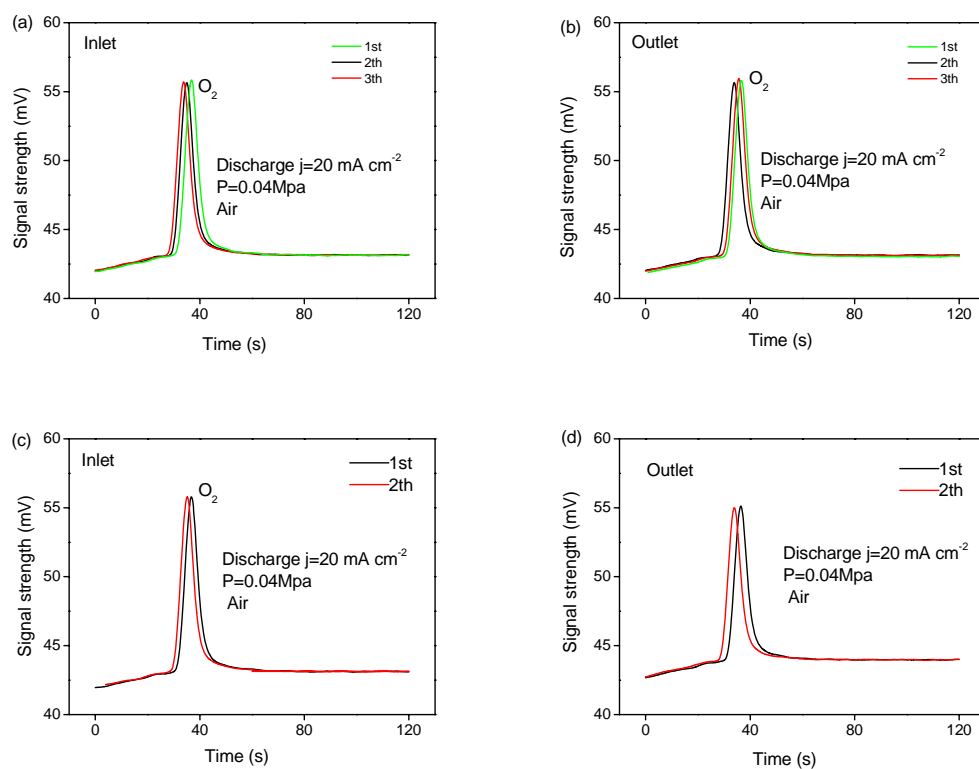 (a)
Inlet
1st
2th
3th
O2
Discharge j=20 mA cm-2
P=0.04Mpa
Air
Signal strength (mV)
60
55
50
45
40
0
40
80
120
Time (s)
(b)
Outlet
1st
2th
3th
O2
Discharge j=20 mA cm-2
P=0.04Mpa
Air
Signal strength (mV)
60
55
50
45
40
0
40
80
120
Time (s)
(c)
Inlet
1st
2th
O2
Discharge j=20 mA cm-2
P=0.04Mpa
Air
Signal strength (mV)
60
55
50
45
40
0
40
80
120
Time (s)
(d)
Outlet
1st
2th
Discharge j=20 mA cm-2
P=0.04Mpa
Air
Signal strength (mV)
60
55
50
45
40
0
40
80
120
Time (s)